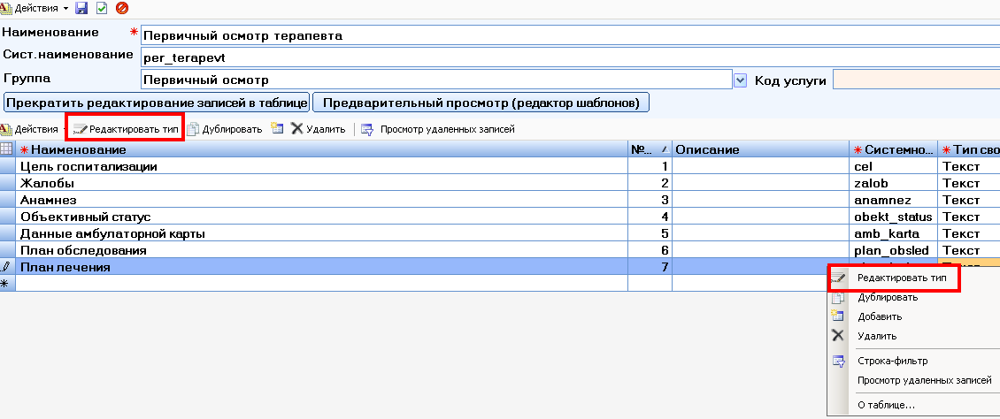 Действия
Наименование * Первичный осмотр терапевта
Сист.наименование per_terapevt
Группа Первичный осмотр Код услуги
Прекратить редактирование записей в таблице Предварительный просмотр (редактор шаблонов)
Действия Редактировать тип Дублировать Удалить Просмотр удаленных записей
* Наименование №... Описание * Системно... * Тип сво
Цель госпитализации 1 cel Текст
Жалобы 2 zalob Текст
Анамнез 3 anamnez Текст
Объективный статус 4 obekt_status Текст
Данные амбулаторной карты 5 amb_karta Текст
План обследования 6 plan_obsled Текст
План лечения 7
Редактировать тип
Дублировать
Добавить
Удалить
Строка-фильтр
Просмотр удаленных записей
О таблице...